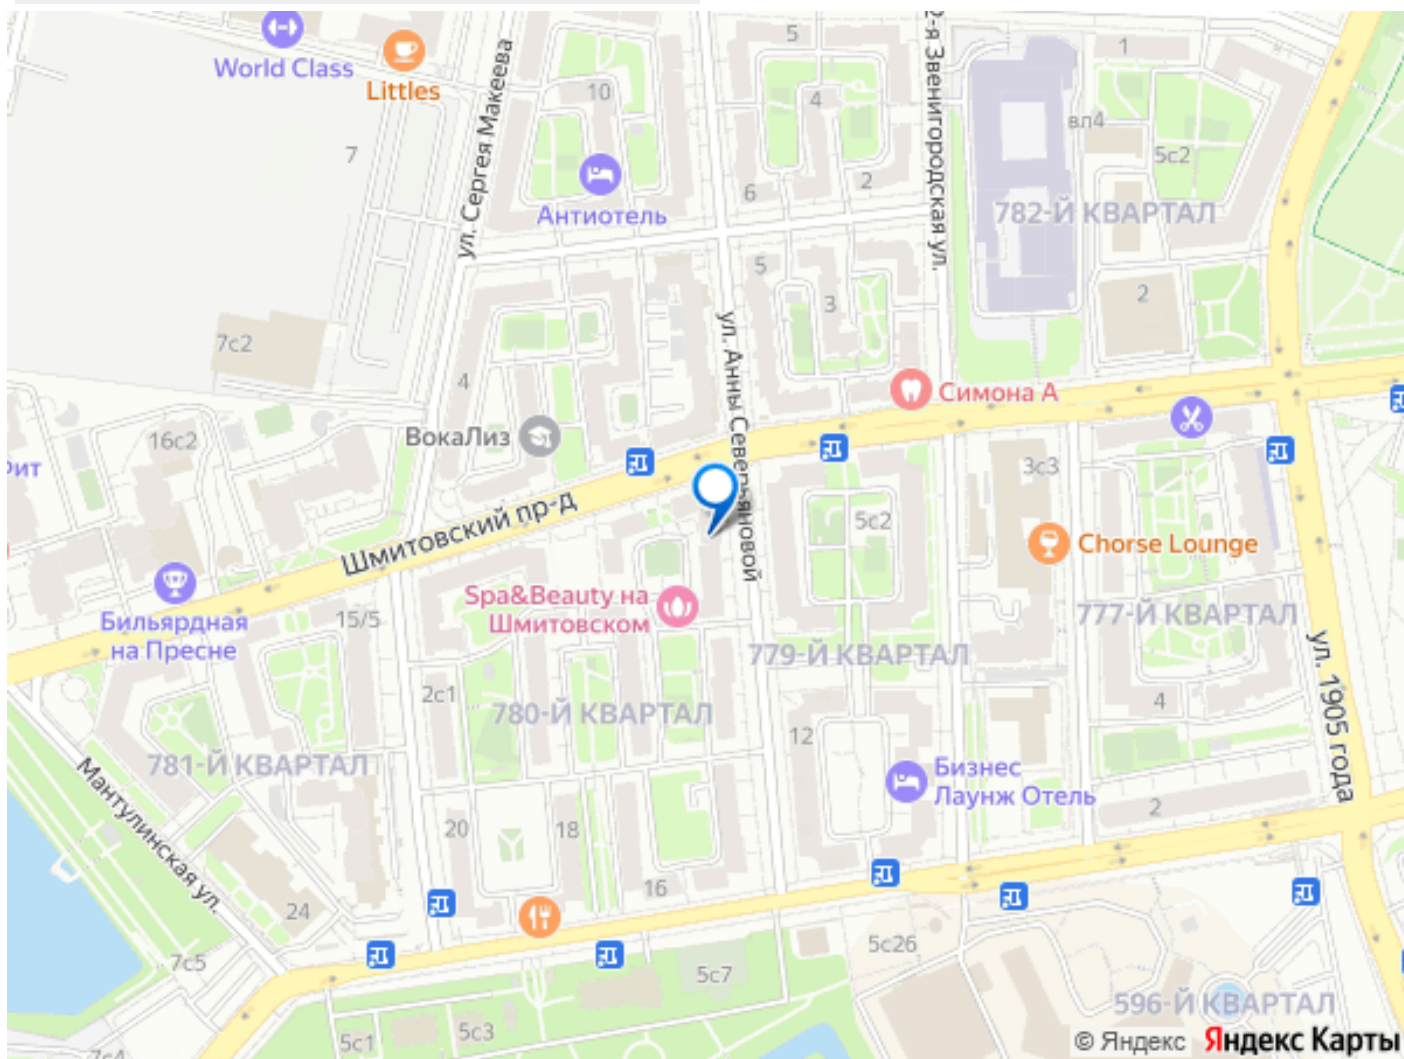 World Class
Littles
ул. Сергея Макеева
10
5
4
2-я Звенигородская ул.
1
вл4
5с2
7
Антиотель
6
2
782-Й КВАРТАЛ
5
3
2
7с2
4
ул. Анны Северьяновой
Симона А
ВокаЛиз
16с2
Шмитовский пр-д
3с3
5с2
Chorse Lounge
Spa&Beauty на
Шмитовском
Бильярдная
на Пресне
15/5
777-Й КВАРТАЛ
779-Й КВАРТАЛ
ул. 1905 года
2с1
780-Й КВАРТАЛ
4
12
781-Й КВАРТАЛ
Мантулинская ул.
Бизнес
Лаунж Отель
2
20
18
16
24
7с5
5с26
5с7
596-Й КВАРТАЛ
5с1
5с3
© Яндекс Яндекс Карты